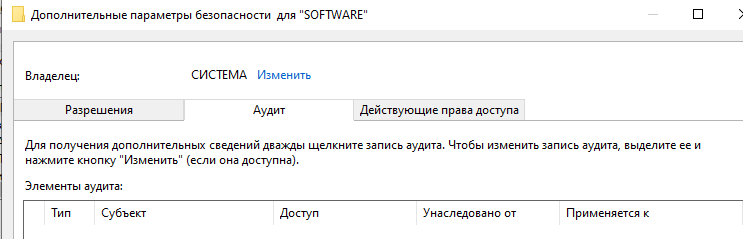 Дополнительные параметры безопасности для "SOFTWARE"
Владелец: СИСТЕМА Изменить
Разрешения Аудит Действующие права доступа
Для получения дополнительных сведений дважды щелкните запись аудита. Чтобы изменить запись аудита, выделите ее и
нажмите кнопку "Изменить" (если она доступна).
Элементы аудита:
Тип Субъект Доступ Унаследовано от Применяется к